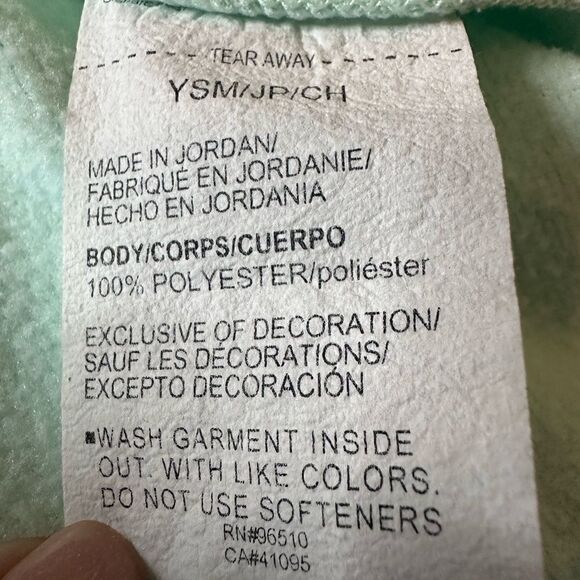 TEAR AWAY
YSM/JP/CH
MADE IN JORDAN/
FABRIQUÉ EN JORDANIE/
HECHO EN JORDANIA
BODY/CORPS/CUERPO
100% POLYESTER/poliéster
EXCLUSIVE OF DECORATION/
SAUF LES DÉCORATIONS/
EXCEPTO DECORACIÓN
▪WASH GARMENT INSIDE
OUT. WITH LIKE COLORS.
DO NOT USE SOFTENERS
RN#96510
CA#41095